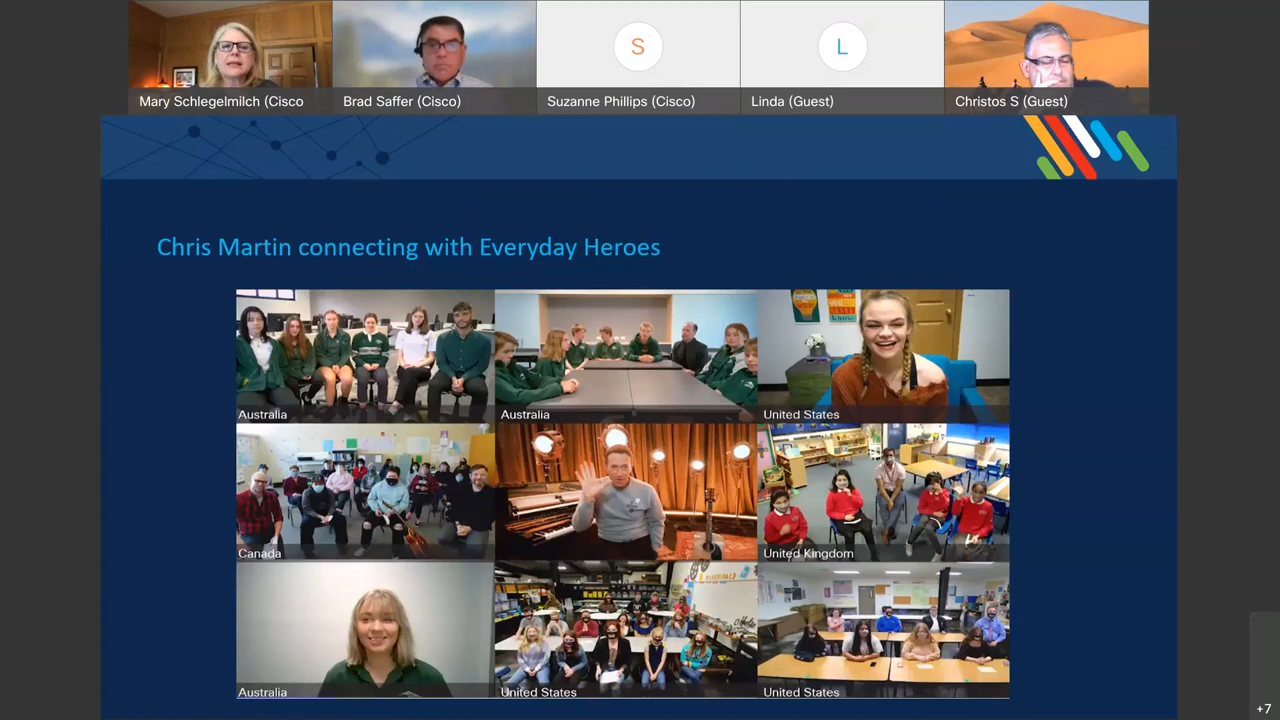 S
L
Mary Schlegelmilch (Cisco
Brad Saffer (Cisco)
Suzanne Phillips (Cisco)
Linda (Guest)
Christos S (Guest)
Chris Martin connecting with Everyday Heroes
Australia
Australia
United States
Canada
United Kingdom
Australia
United States
United States
+7